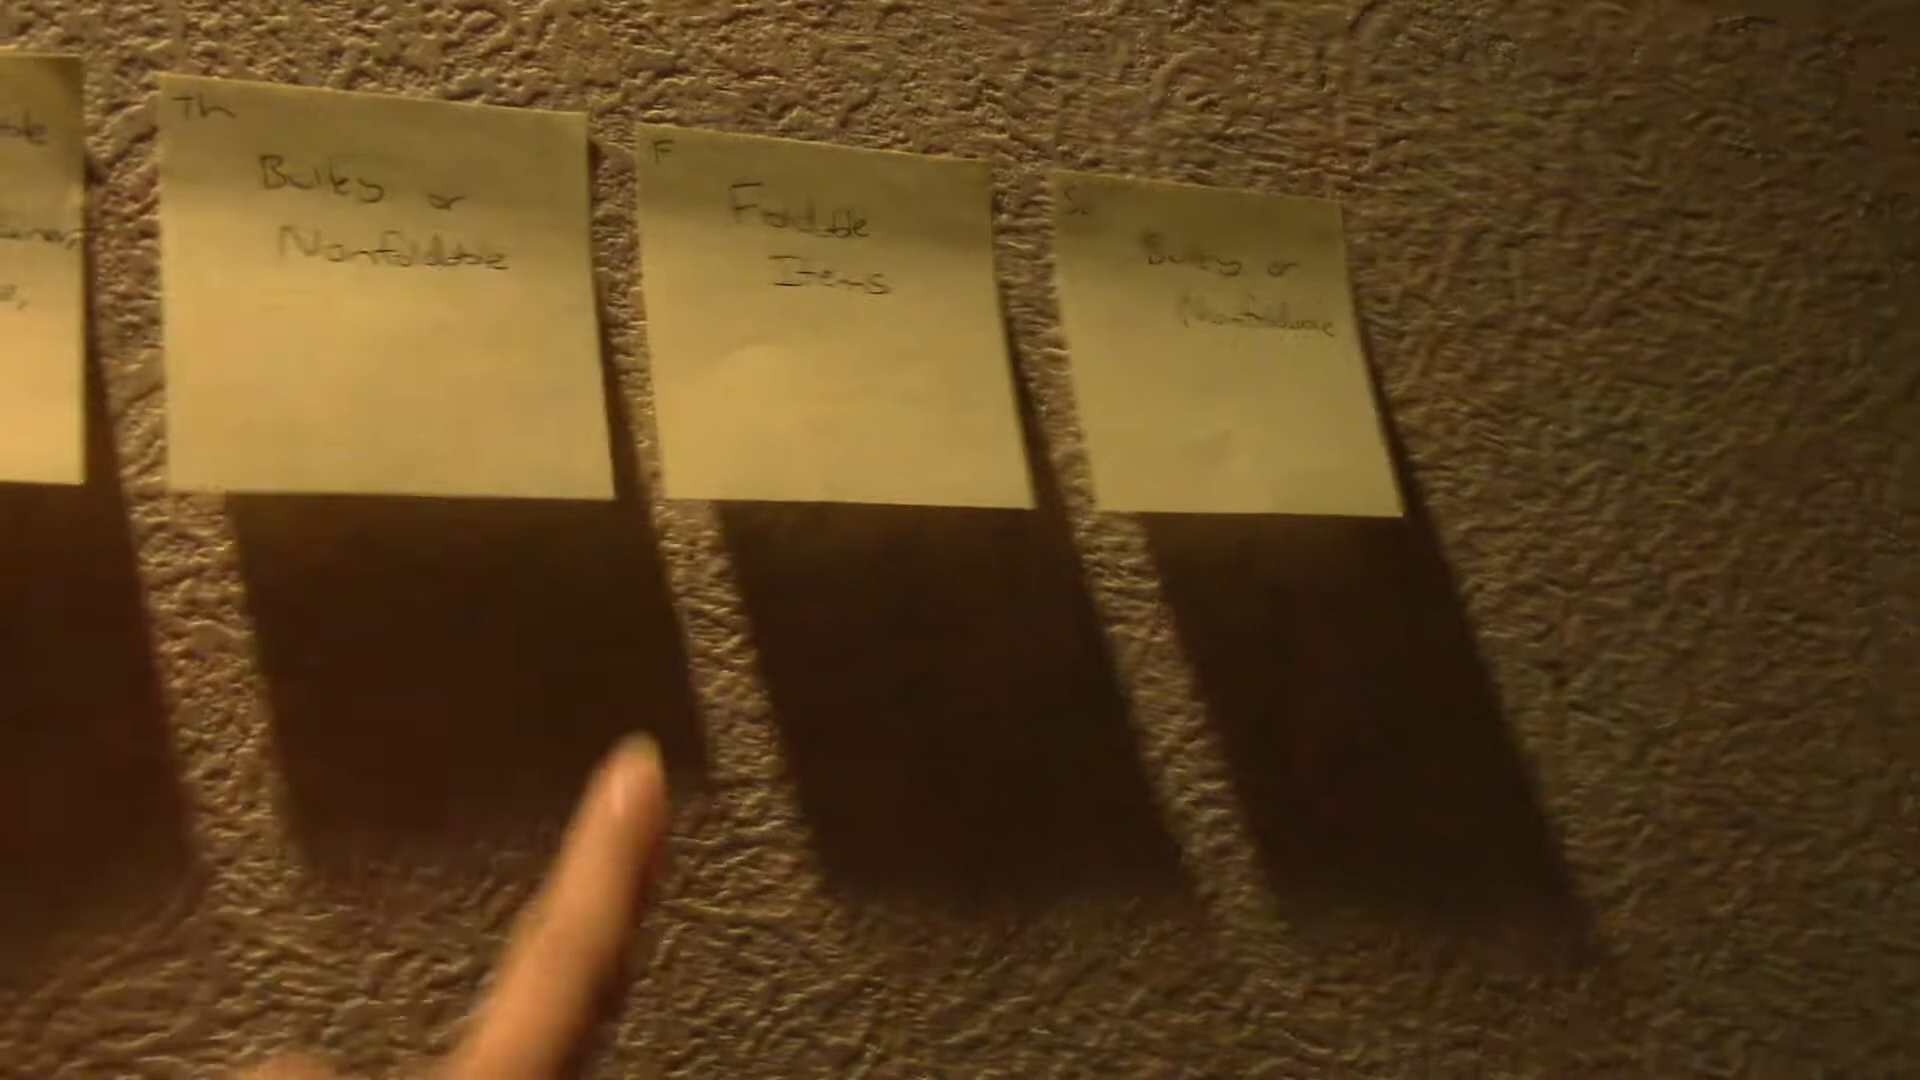 Th
Bulky or
Nonfoldable
F
Foldable
Items
Sa
Bulky or
Nonfoldable